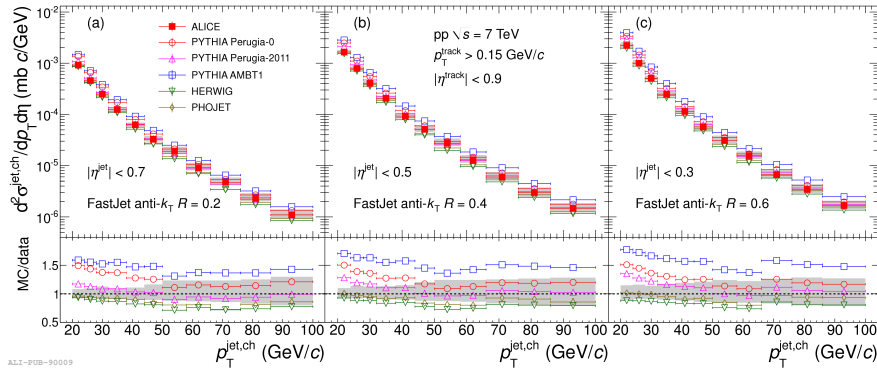 d²σ^jet,ch/dp_Tdη (mb c/GeV)
10⁻²
10⁻³
10⁻⁴
10⁻⁵
10⁻⁶
(a)
ALICE
PYTHIA Perugia-0
PYTHIA Perugia-2011
PYTHIA AMBT1
HERWIG
PHOJET
|η^jet| < 0.7
FastJet anti-k_T R = 0.2
(b)
pp \ s = 7 TeV
p_T^track > 0.15 GeV/c
|η^track| < 0.9
|η^jet| < 0.5
FastJet anti-k_T R = 0.4
(c)
|η^jet| < 0.3
FastJet anti-k_T R = 0.6
MC/data
1.5
1
0.5
20 30 40 50 60 70 80 90 100
20 30 40 50 60 70 80 90 100
20 30 40 50 60 70 80 90 100
p_T^jet,ch (GeV/c)
p_T^jet,ch (GeV/c)
p_T^jet,ch (GeV/c)
ALI-PUB-90009